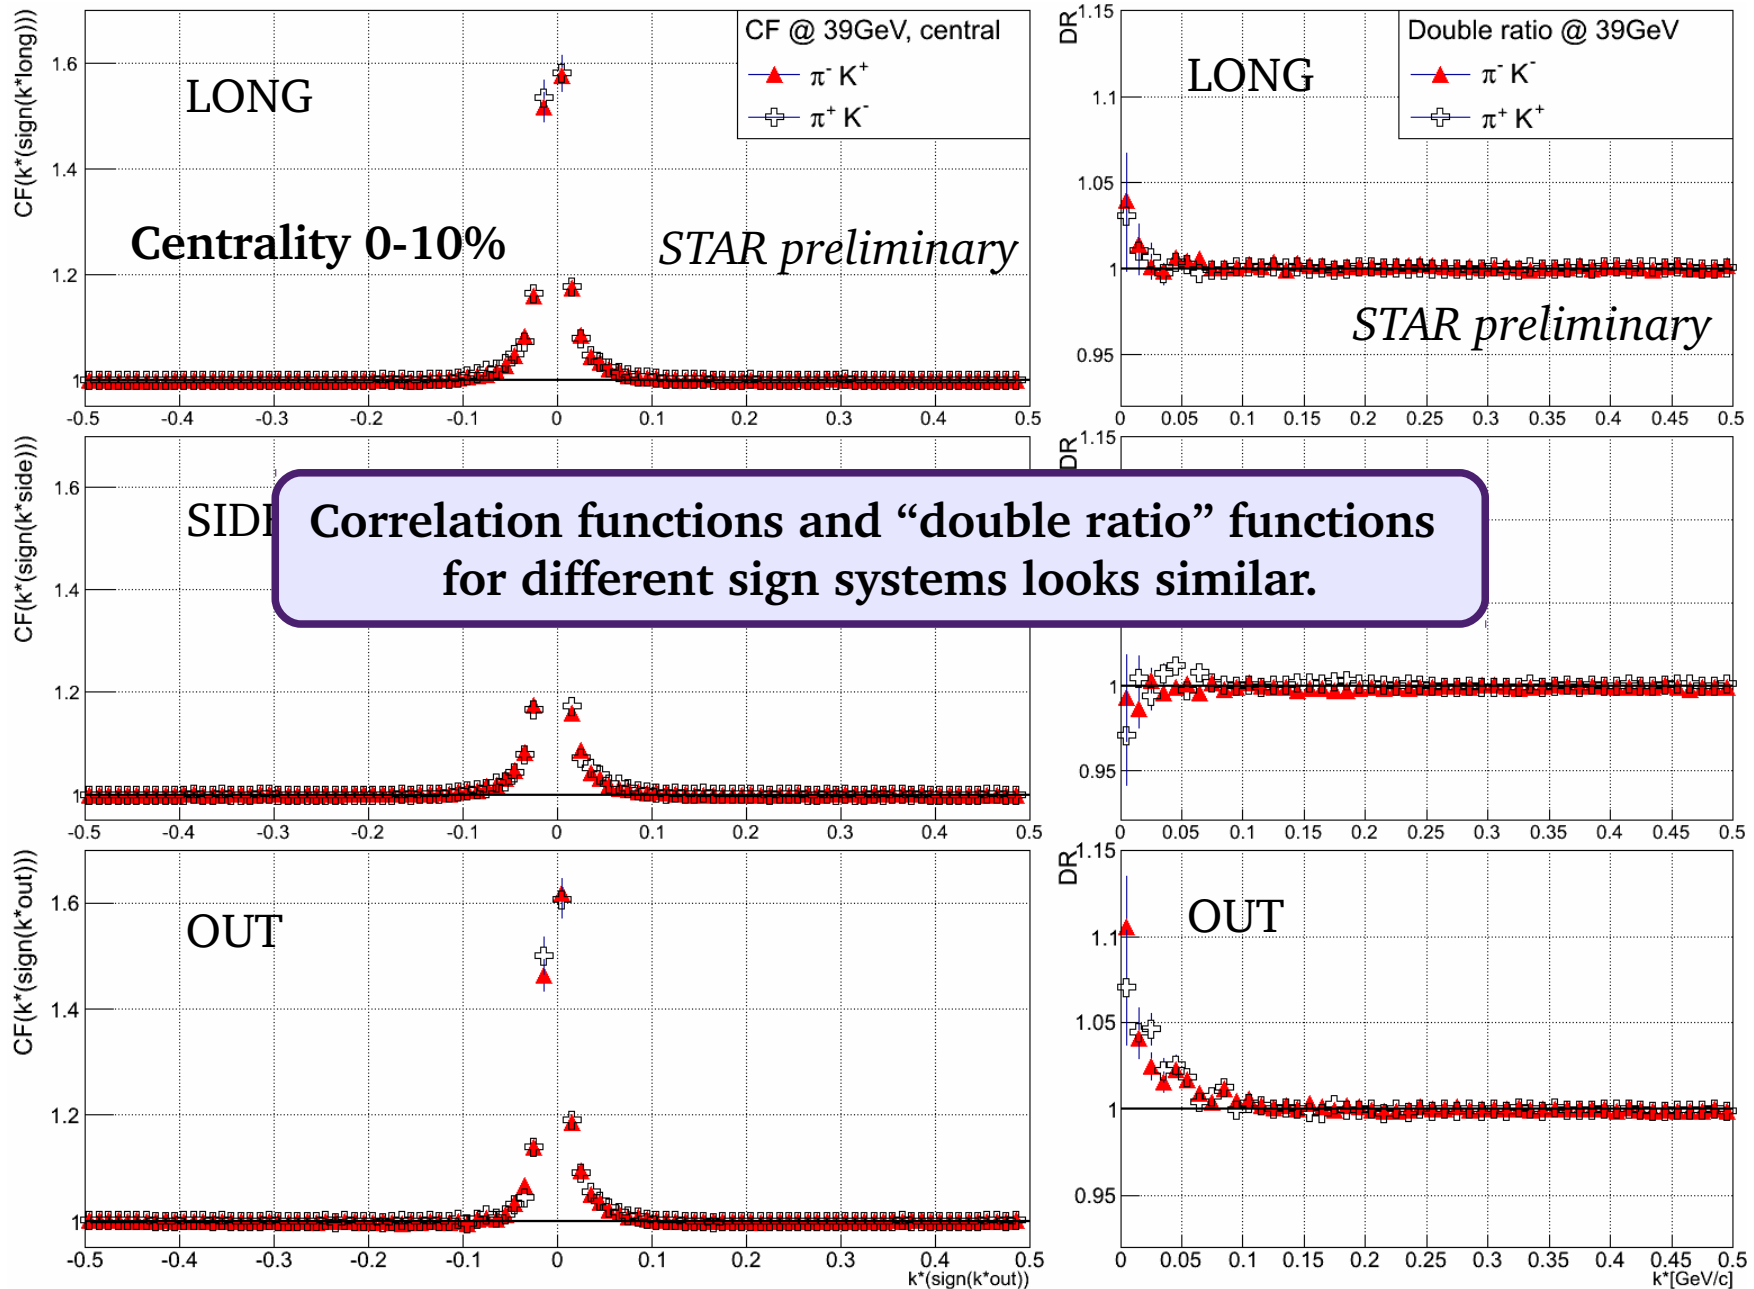 CF(k*(sign(k*long)))
1.6
1.4
1.2
1
LONG
CF @ 39GeV, central
π⁻ K⁺
π⁺ K⁻
Centrality 0-10%
STAR preliminary
-0.5 -0.4 -0.3 -0.2 -0.1 0 0.1 0.2 0.3 0.4 0.5
DR
1.15
1.1
1.05
1
0.95
LONG
Double ratio @ 39GeV
π⁻ K⁻
π⁺ K⁺
STAR preliminary
0 0.05 0.1 0.15 0.2 0.25 0.3 0.35 0.4 0.45 0.5
CF(k*(sign(k*side)))
1.6
1.4
1.2
1
-0.5 -0.4 -0.3 -0.2 -0.1 0 0.1 0.2 0.3 0.4 0.5
DR
1.15
1
0.95
0 0.05 0.1 0.15 0.2 0.25 0.3 0.35 0.4 0.45 0.5
Correlation functions and “double ratio” functions
for different sign systems looks similar.
CF(k*(sign(k*out)))
1.6
1.4
1.2
1
OUT
-0.5 -0.4 -0.3 -0.2 -0.1 0 0.1 0.2 0.3 0.4 0.5
k*(sign(k*out))
DR
1.15
1.1
1.05
1
0.95
OUT
0 0.05 0.1 0.15 0.2 0.25 0.3 0.35 0.4 0.45 0.5
k*[GeV/c]